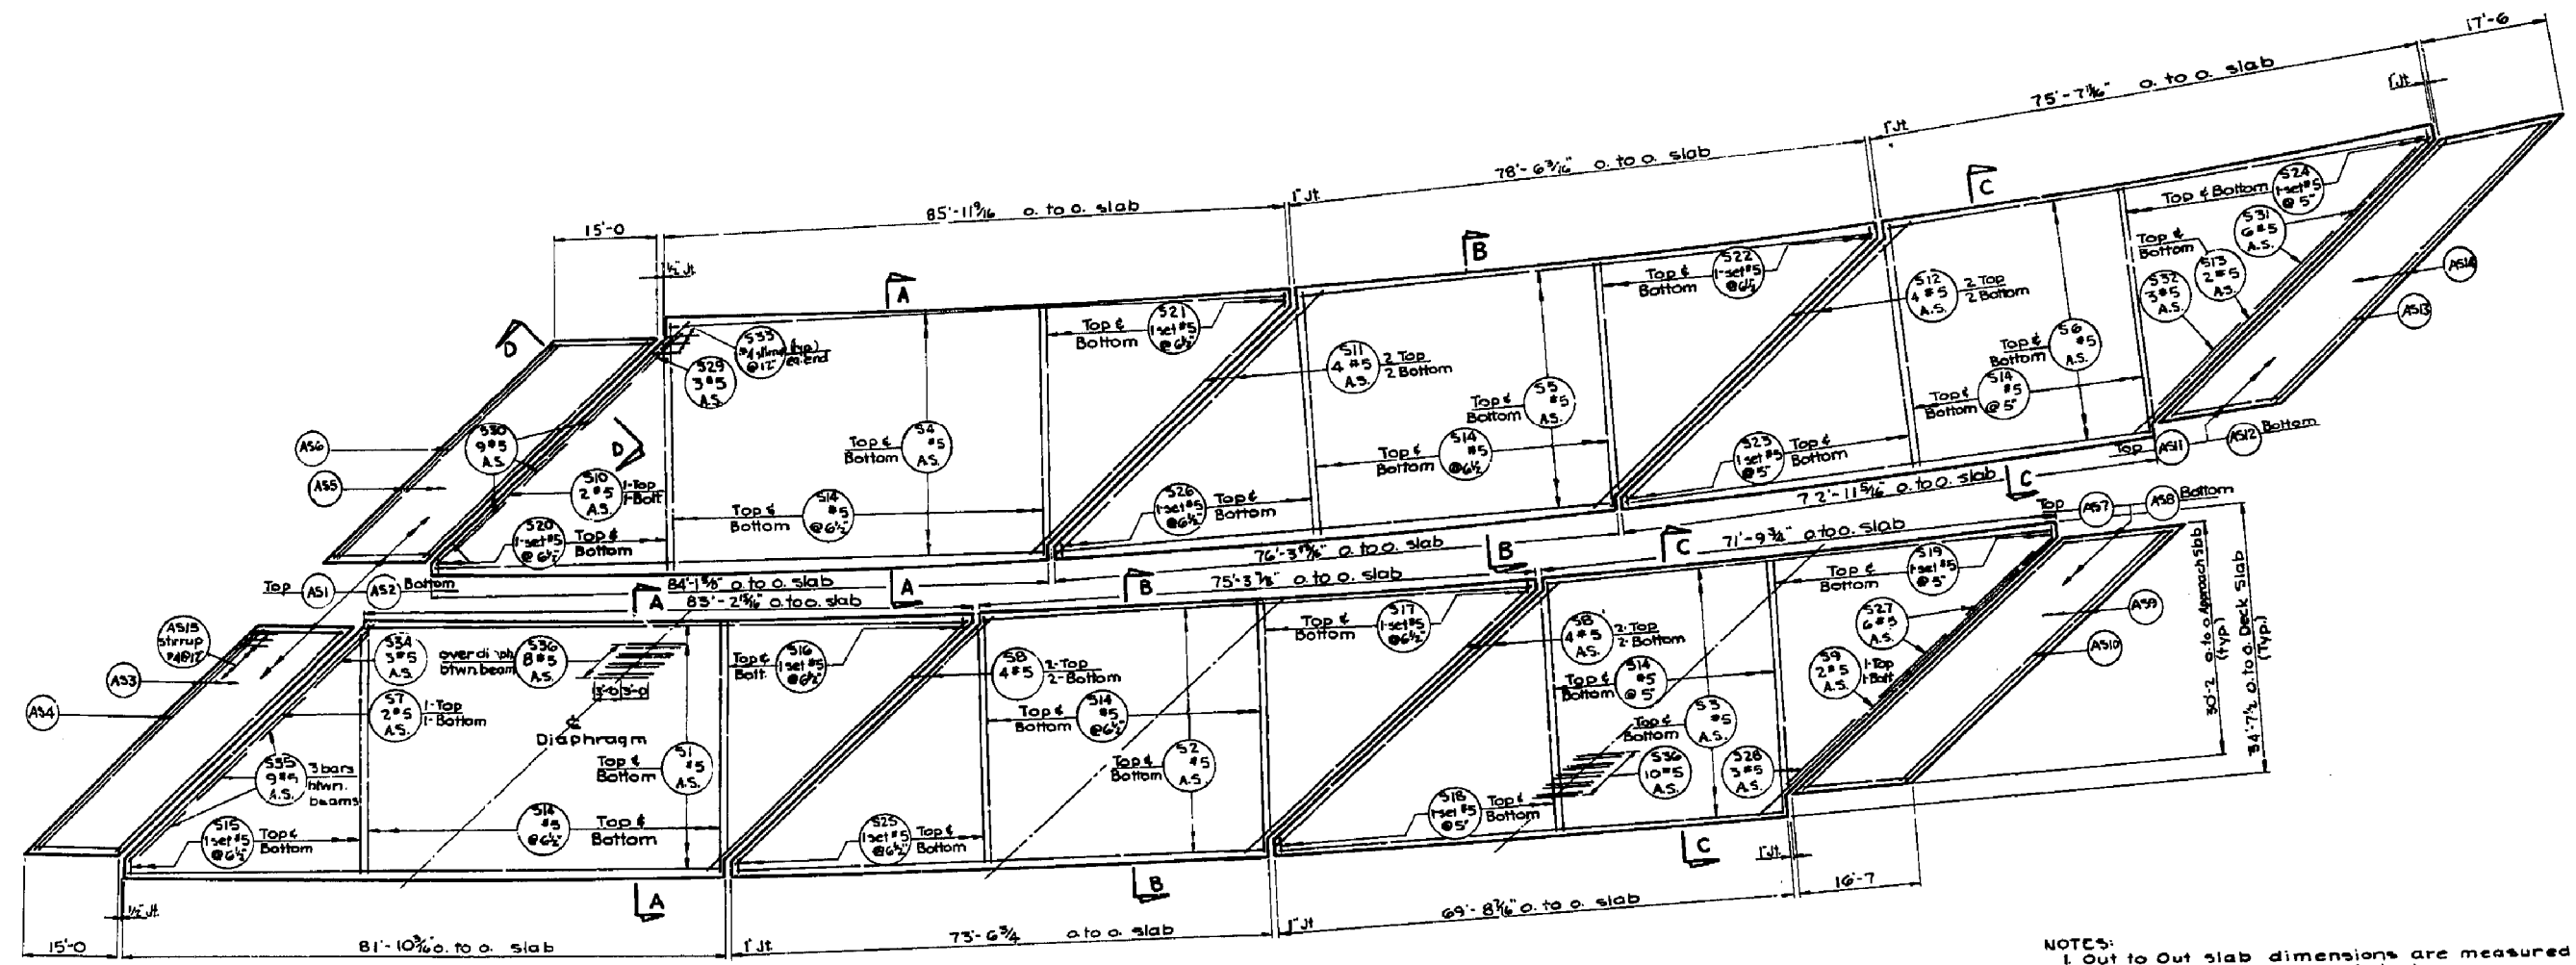 17'-6
75'-7 1/16" o. to o. slab
1" Jt.
1" Jt
78'-6 3/16" o. to o. slab
1" Jt.
85'-11 9/16 o. to o. slab
15'-0
1/2" Jt.
A
B
C
D
S33
@12"
S29
3 #5
A.S.
Top & Bottom
S21
1-set #5
@ 6 1/2"
S11
4 #5
A.S.
2 Top
2 Bottom
Top & Bottom
S22
1-set #5
@ 6 1/2
S12
4 #5
A.S.
2 Top
2 Bottom
Top & Bottom
S24
1-set #5
@ 5"
S31
6 #5
A.S.
Top & Bottom
S13
2 #5
A.S.
S32
3 #5
A.S.
AS14
AS13
AS6
AS5
S30
9 #5
A.S.
D
S10
2 #5
A.S.
1-Top
1-Bott
S20
1-set #5
@ 6 1/2"
Top & Bottom
Top & Bottom
S4
#5
A.S.
Top & Bottom
S14
#5
@ 6 1/2"
Top & Bottom
S5
#5
A.S.
Top & Bottom
S14
#5
@ 6 1/2
S26
1-set #5
@ 6 1/2"
Top & Bottom
Top & Bottom
S6
#5
A.S.
Top & Bottom
S14
#5
@ 5"
S23
1 set #5
@ 5"
Top & Bottom
Top AS11 AS12 Bottom
84'-1 5/8" o. to o. slab
o. to o. slab
72'-11 5/16" o. to o. slab
A
B
C
Top AS1 AS2 Bottom
83'-2 13/16" o. to o. slab
75'-3 7/8" o. to o. slab
71'-9 3/4" o. to o. slab
A
B
C
Top AS7 AS8 Bottom
AS15
stirrup
#4@12"
AS3
AS4
S34
3 #5
A.S.
over diaph
btwn. beam
S36
8 #5
A.S.
3'-0 3'-0
S7
2 #5
A.S.
1-Top
1-Bottom
℄
Diaphragm
S35
9 #5
A.S.
3 bars
btwn.
beams
S15
1 set #5
@ 6 1/2"
Top & Bottom
Top & Bottom
S1
#5
A.S.
S14
#5
@ 6 1/2"
Top & Bottom
Top & Bott.
S16
1 set #5
@ 6 1/2"
S8
4 #5
2-Top
2-Bottom
Top & Bottom
S14
#5
@ 6 1/2"
Top & Bottom
S2
#5
A.S.
S25
1 set #5
@ 6 1/2"
Top & Bottom
Top & Bottom
S17
1 set #5
@ 6 1/2"
S8
4 #5
A.S.
2-Top
2-Bottom
Top & Bottom
S14
#5
@ 5"
Top & Bottom
S3
#5
A.S.
S36
10 #5
A.S.
S28
3 #5
A.S.
S18
1-set #5
@ 5"
Top & Bottom
Top & Bottom
S19
1 set #5
@ 5"
S27
6 #5
A.S.
S9
2 #5
A.S.
1-Top
1-Bott
AS9
AS10
30'-2 o. to o. Approach Slab
(typ.)
34'-7 1/2 o. to o. Deck Slab
(Typ.)
A
B
C
1/2" Jt.
1" Jt.
15'-0
81'-10 3/16 o. to o. slab
1" Jt
73'-6 3/4 o. to o. slab
1" Jt
69'-8 7/16" o. to o. slab
16'-7
NOTES:
1. Out to Out slab dimensions are measured